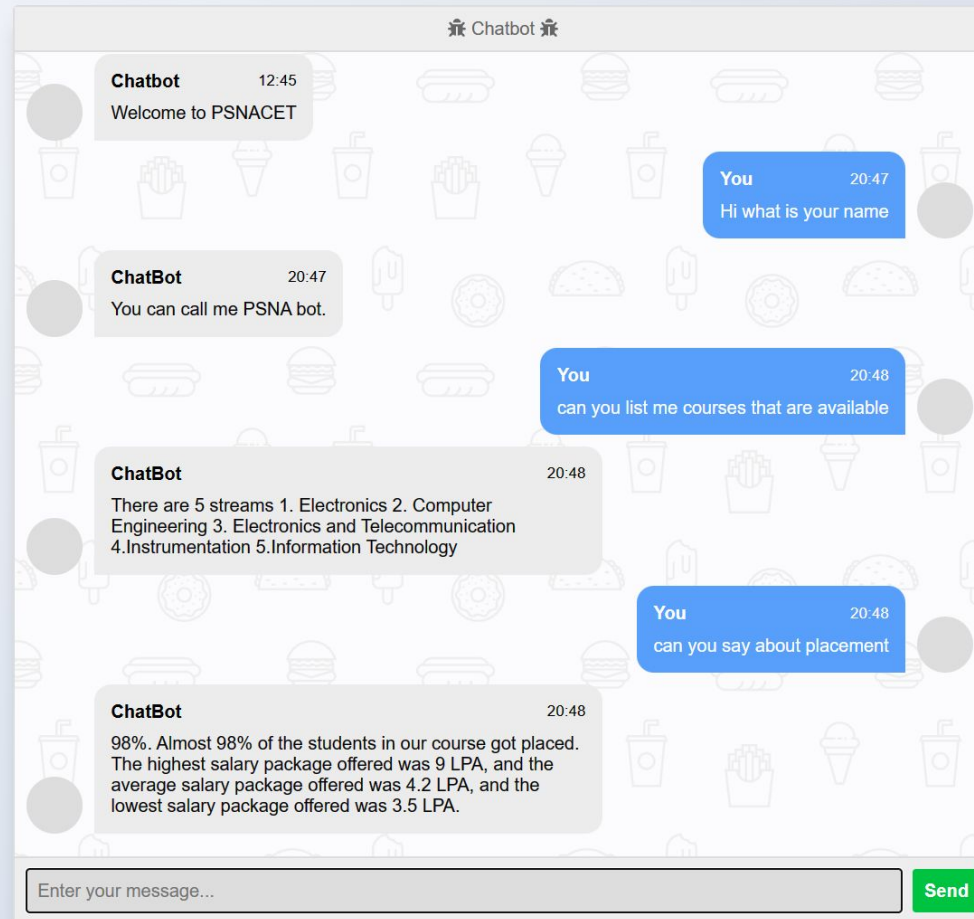 Chatbot
Chatbot 12:45
Welcome to PSNACET
You 20:47
Hi what is your name
ChatBot 20:47
You can call me PSNA bot.
You 20:48
can you list me courses that are available
ChatBot 20:48
There are 5 streams 1. Electronics 2. Computer
Engineering 3. Electronics and Telecommunication
4.Instrumentation 5.Information Technology
You 20:48
can you say about placement
ChatBot 20:48
98%. Almost 98% of the students in our course got placed.
The highest salary package offered was 9 LPA, and the
average salary package offered was 4.2 LPA, and the
lowest salary package offered was 3.5 LPA.
Enter your message... Send